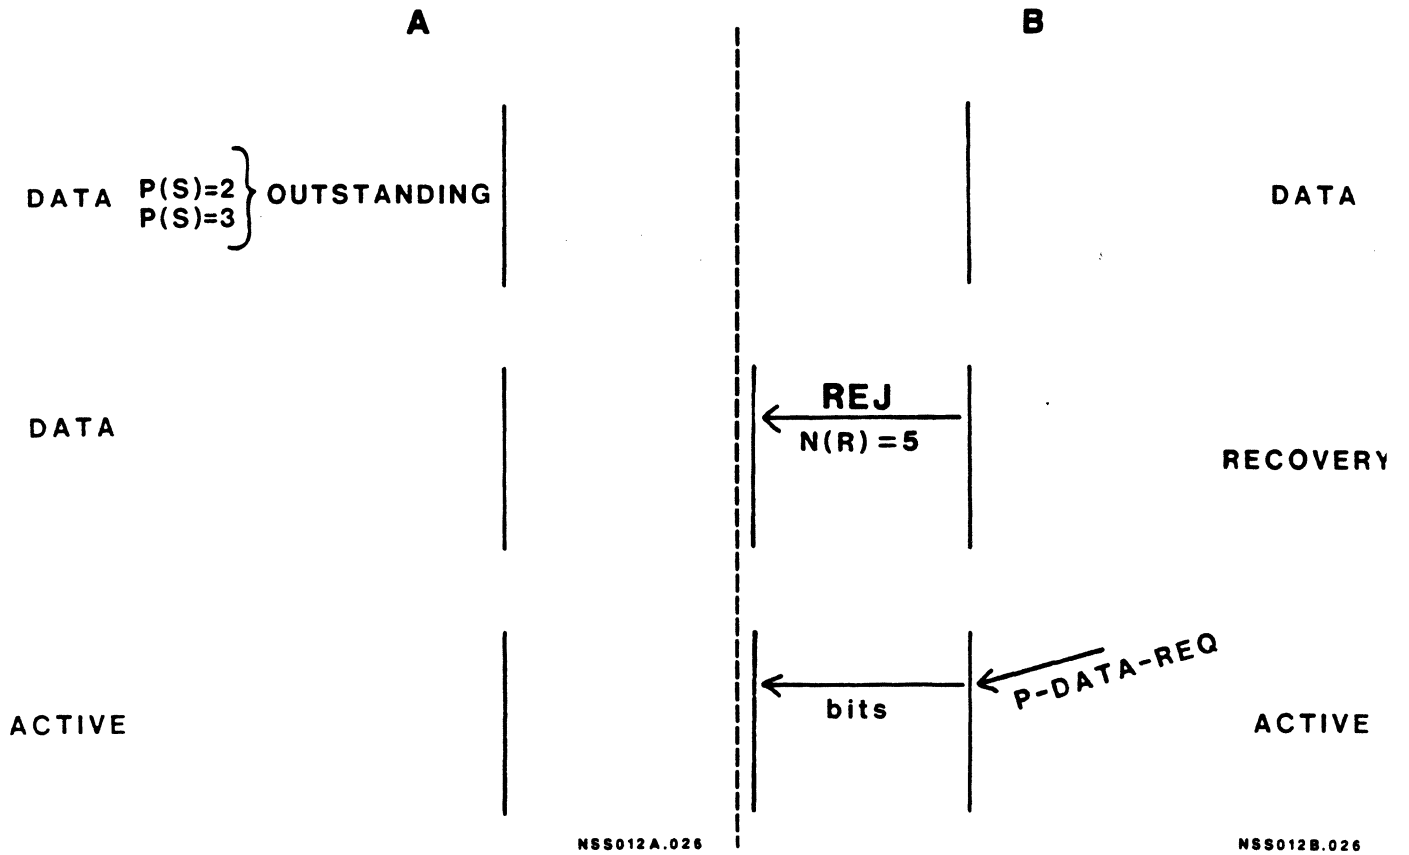 A
B
DATA P(S)=2
P(S)=3
OUTSTANDING
DATA
DATA
REJ
N(R)=5
RECOVERY
ACTIVE
bits
P-DATA-REQ
ACTIVE
NSS012A.026
NSS012B.026